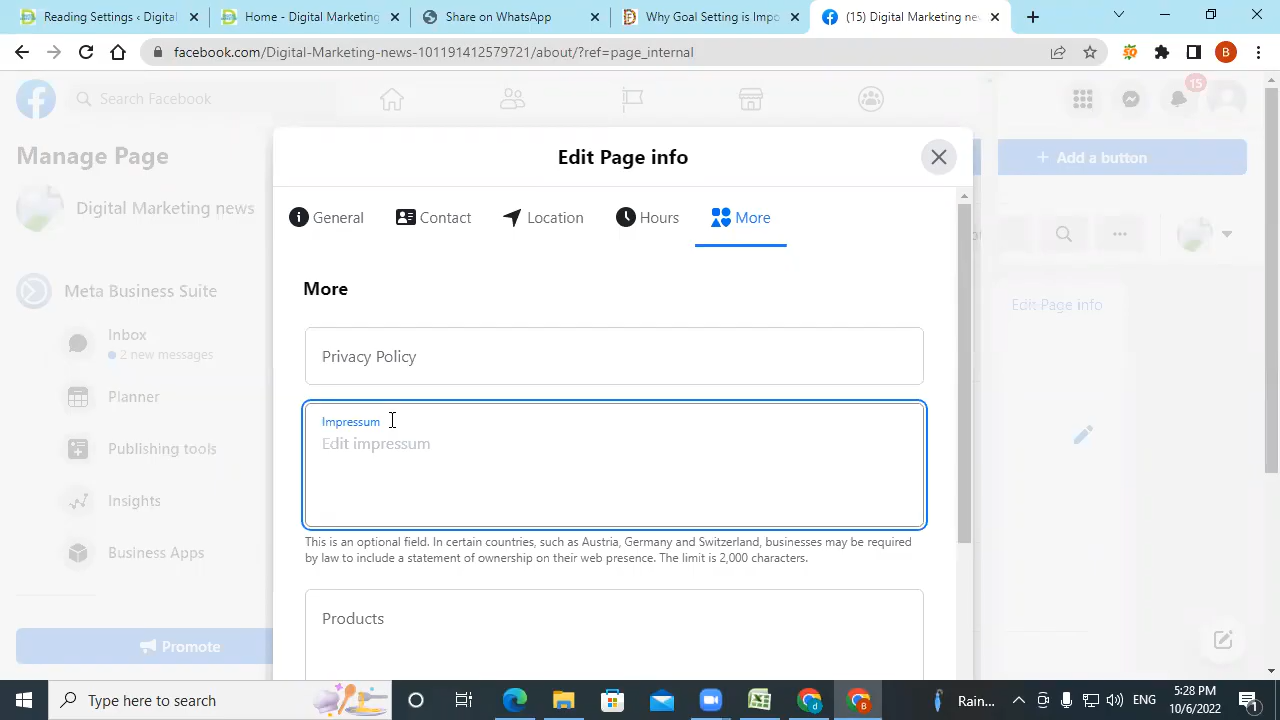 Reading Settings ‹ Digital
Home - Digital Marketing
Share on WhatsApp
Why Goal Setting is Impo
(15) Digital Marketing new
facebook.com/Digital-Marketing-news-101191412579721/about/?ref=page_internal
B
Search Facebook
15
Manage Page
Edit Page info
+ Add a button
Digital Marketing news
General
Contact
Location
Hours
More
Meta Business Suite
More
Edit Page info
Inbox
2 new messages
Privacy Policy
Planner
Impressum
Edit impressum
Publishing tools
Insights
This is an optional field. In certain countries, such as Austria, Germany and Switzerland, businesses may be required
by law to include a statement of ownership on their web presence. The limit is 2,000 characters.
Business Apps
Products
Promote
Type here to search
Rain...
ENG
5:28 PM
10/6/2022
1